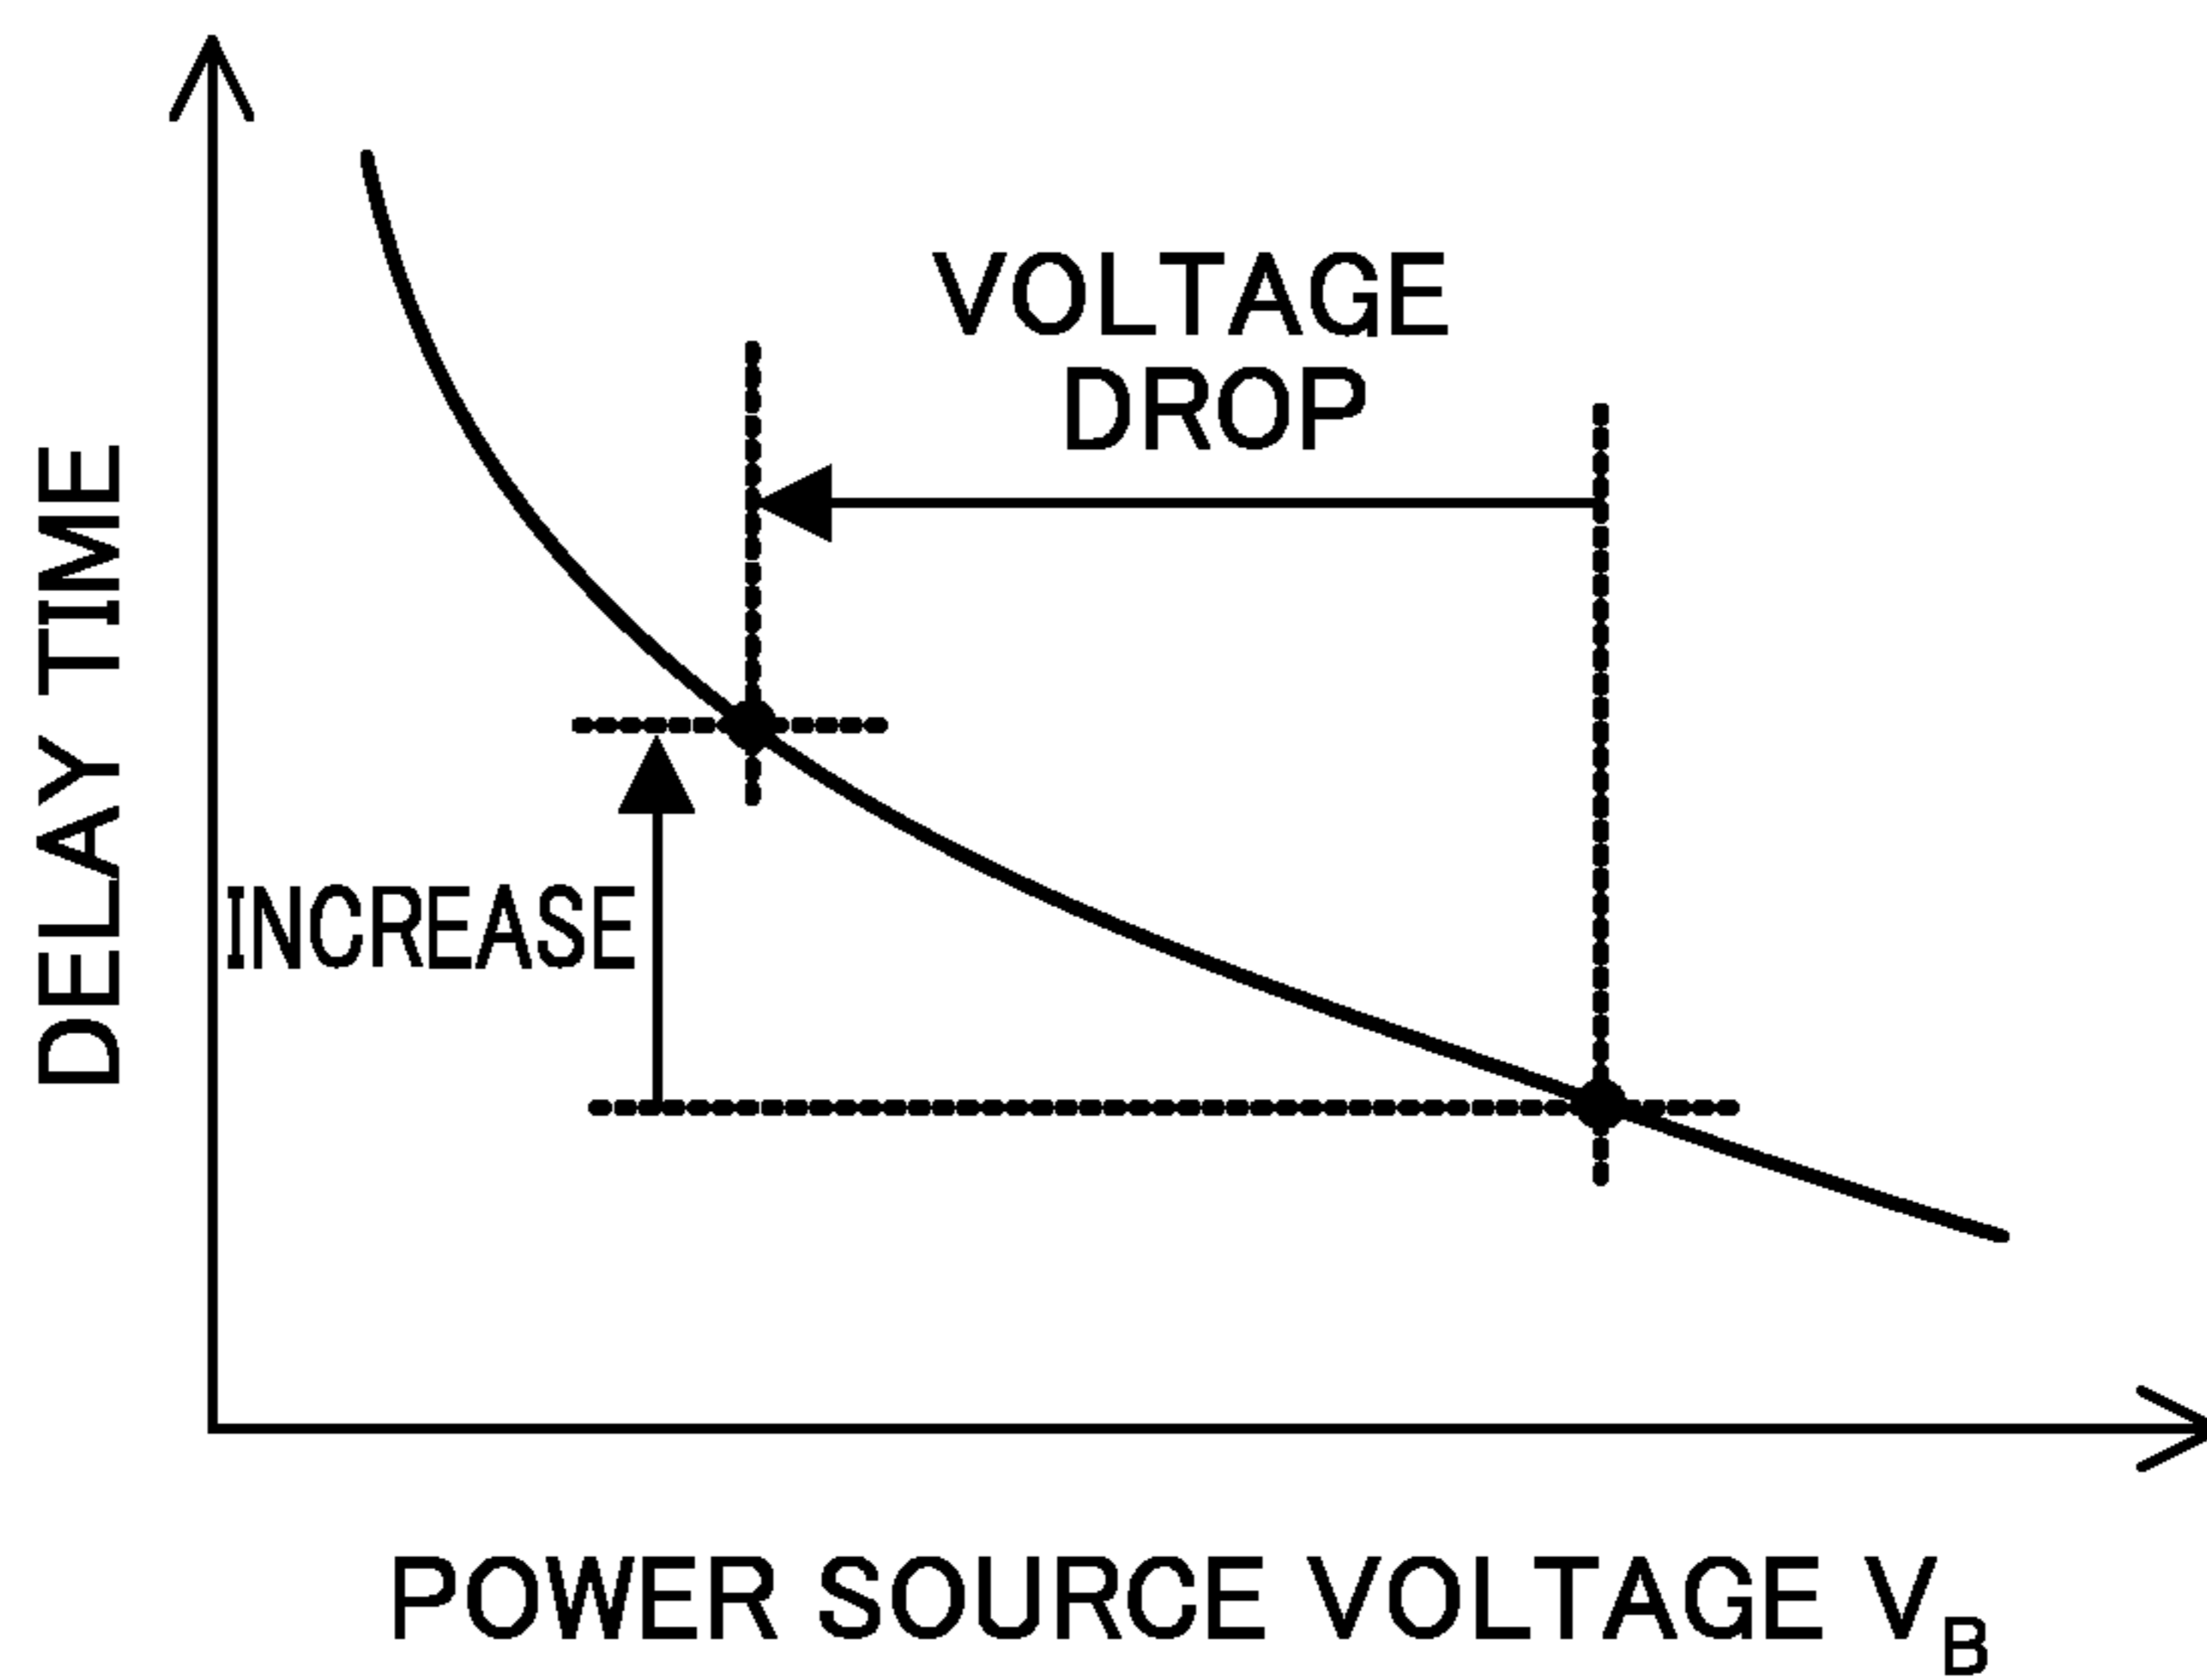 VOLTAGE
DROP
DELAY TIME
INCREASE
POWER SOURCE VOLTAGE V_B